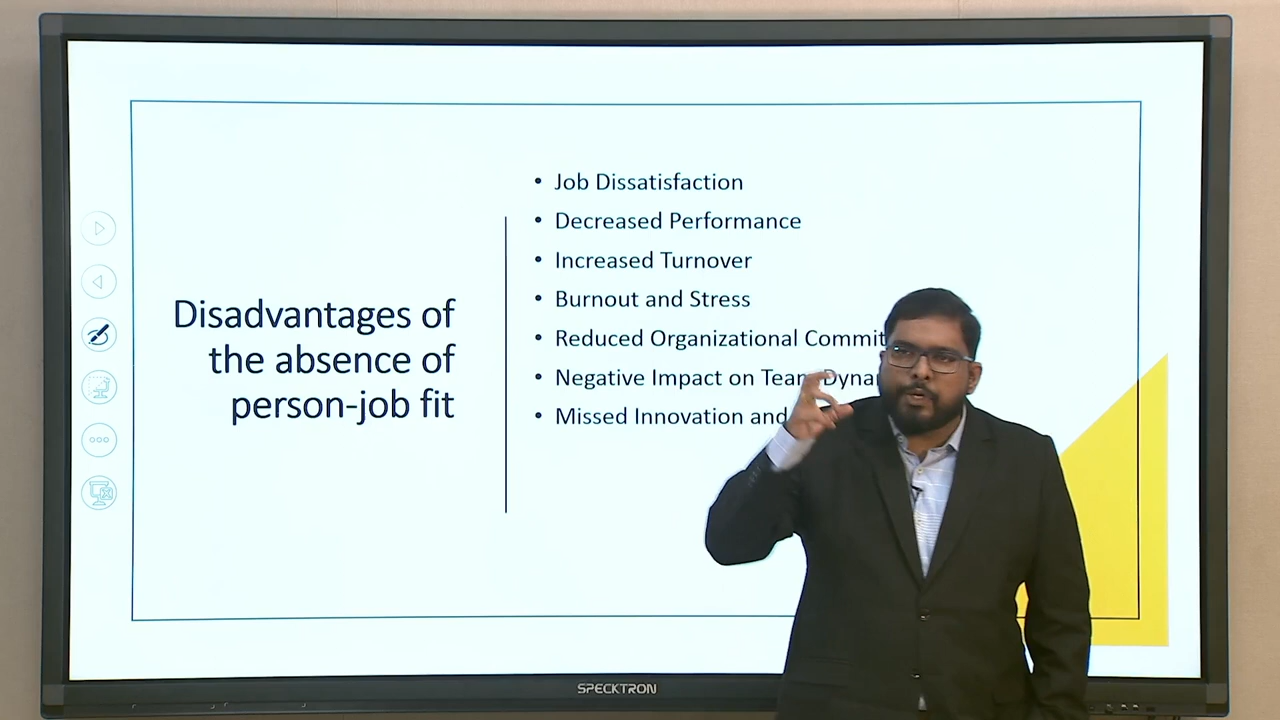 Disadvantages of
the absence of
person-job fit
• Job Dissatisfaction
• Decreased Performance
• Increased Turnover
• Burnout and Stress
• Reduced Organizational
• Negative Impact on Team
• Missed Innovation and
SPECKTRON